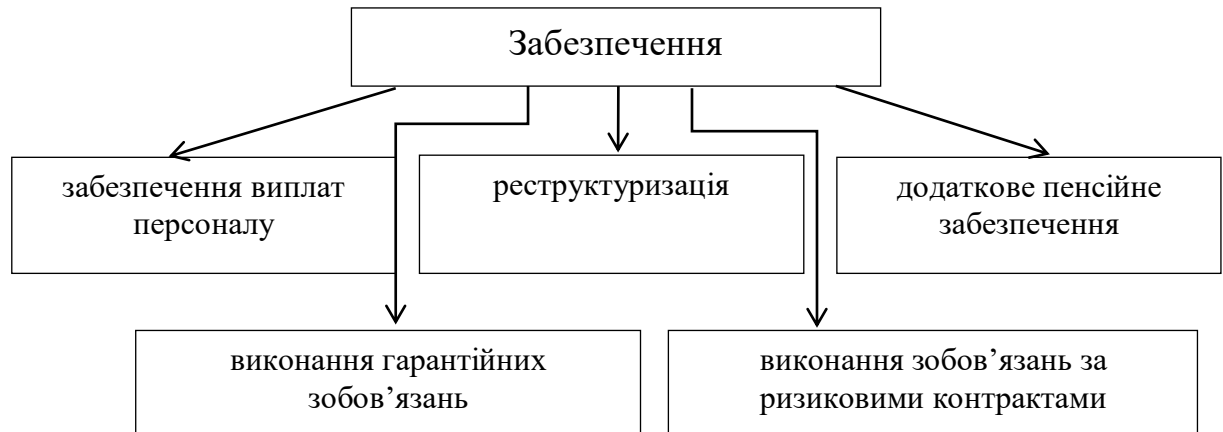 Забезпечення
забезпечення виплат
персоналу
реструктуризація
додаткове пенсійне
забезпечення
виконання гарантійних
зобов’язань
виконання зобов’язань за
ризиковими контрактами